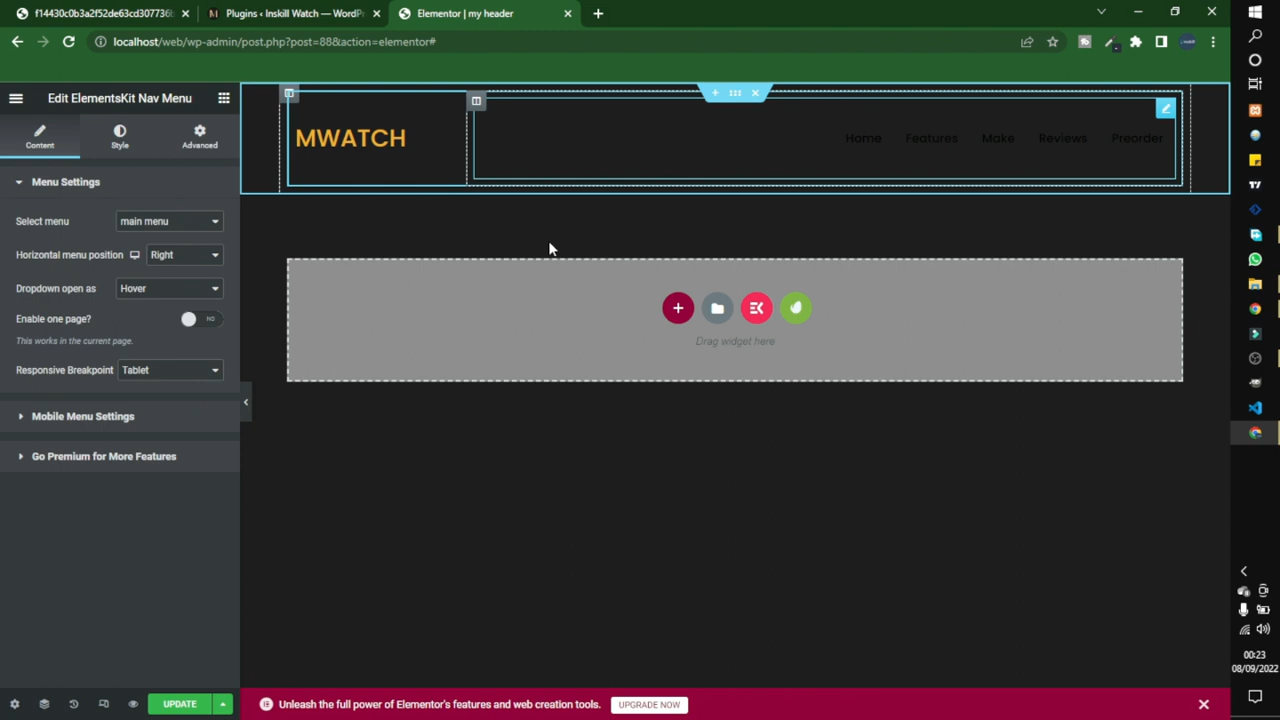 f14430c0b3a2f52de63cd307736
Plugins ‹ Inskill Watch — WordPr
Elementor | my header
localhost/web/wp-admin/post.php?post=88&action=elementor#
Edit ElementsKit Nav Menu
Content
Style
Advanced
Menu Settings
Select menu
main menu
Horizontal menu position
Right
Dropdown open as
Hover
Enable one page?
NO
This works in the current page.
Responsive Breakpoint
Tablet
Mobile Menu Settings
Go Premium for More Features
MWATCH
Home
Features
Make
Reviews
Preorder
Drag widget here
UPDATE
Unleash the full power of Elementor's features and web creation tools.
UPGRADE NOW
00:23
08/09/2022